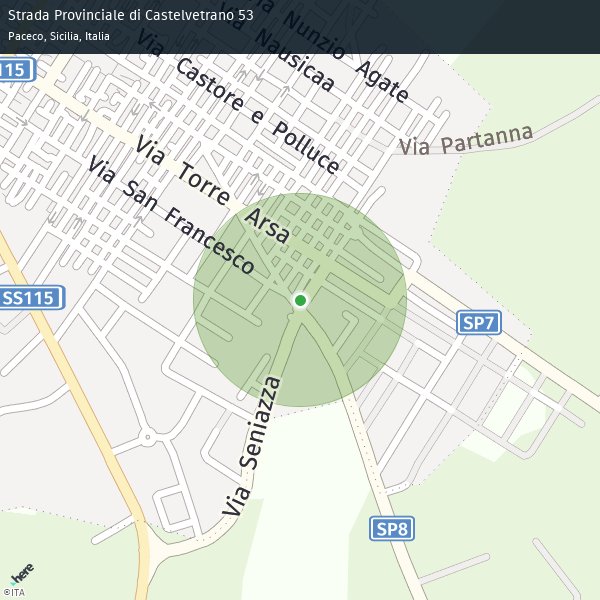 Strada Provinciale di Castelvetrano 53
Paceco, Sicilia, Italia
Via Nunzio Agate
Via Nausicaa
Via Castore e Polluce
115
Via Partanna
Via Torre Arsa
Via San Francesco
SS115
SP7
Via Seniazza
SP8
here
©ITA